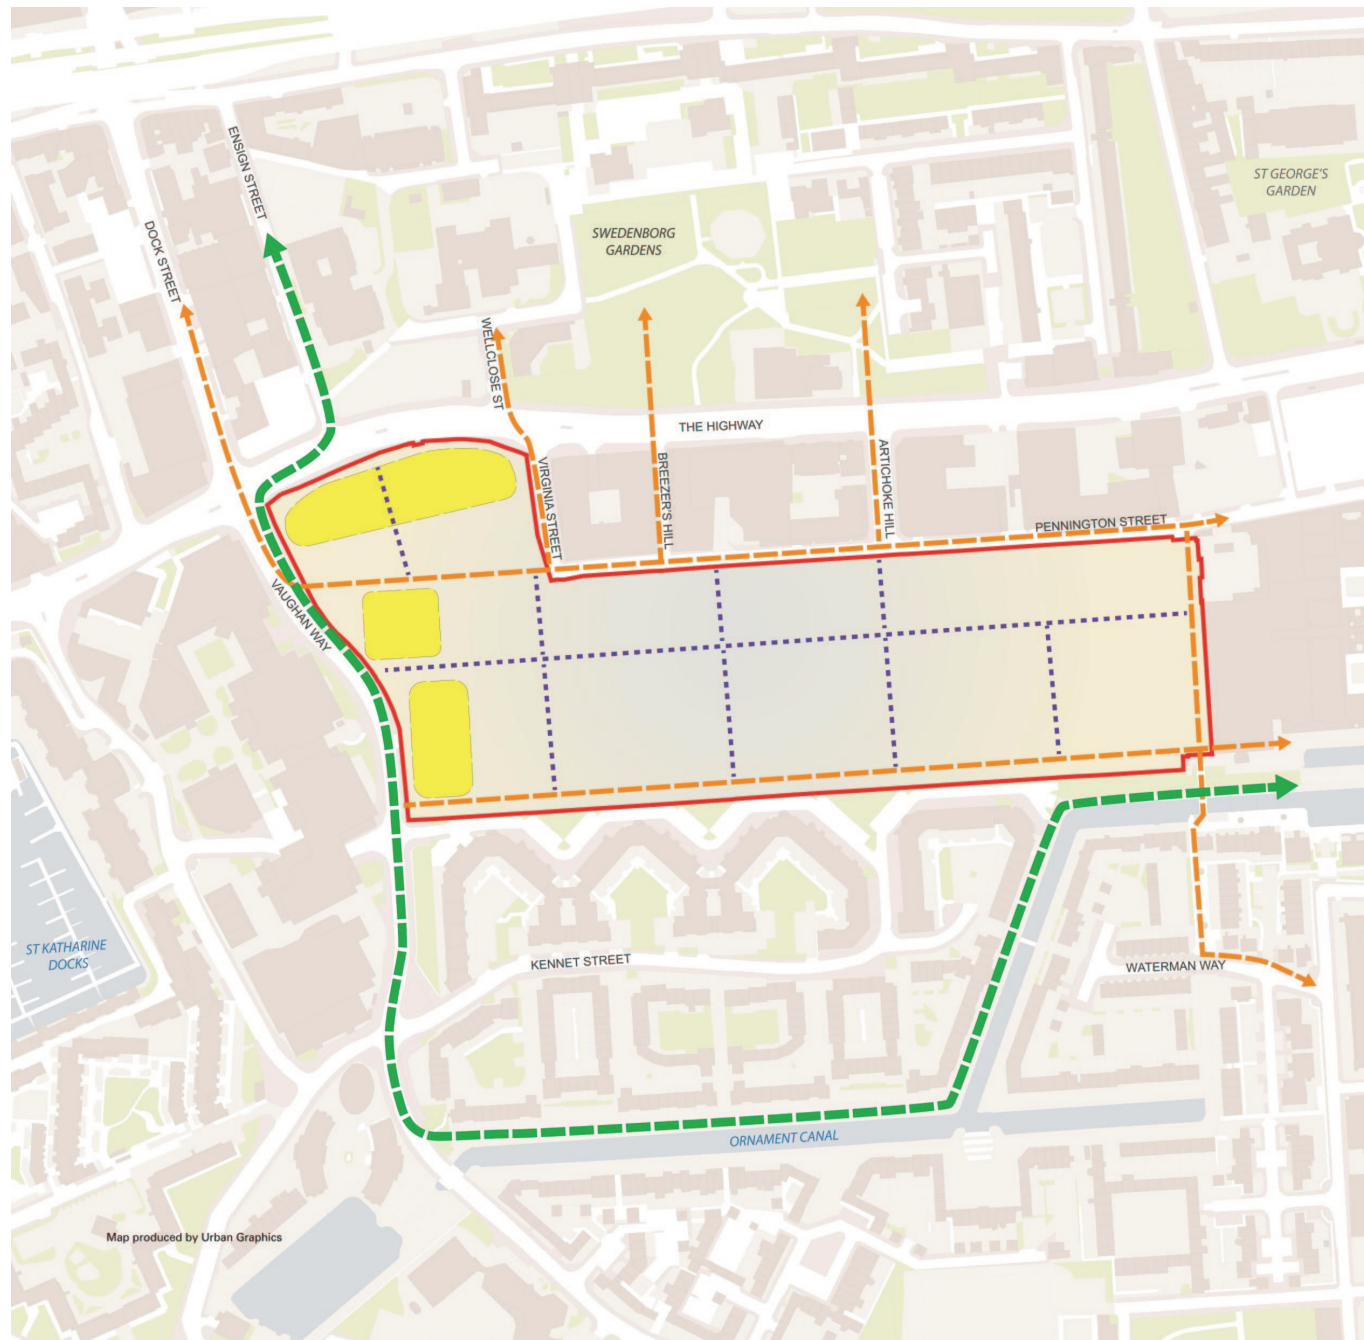 ENSIGN STREET
DOCK STREET
ST GEORGE'S
GARDEN
SWEDENBORG
GARDENS
WELLCLOSE ST
THE HIGHWAY
VIRGINIA STREET
BREEZER'S HILL
ARTICHOKE HILL
PENNINGTON STREET
VAUGHAN WAY
ST KATHARINE
DOCKS
KENNET STREET
WATERMAN WAY
ORNAMENT CANAL
Map produced by Urban Graphics